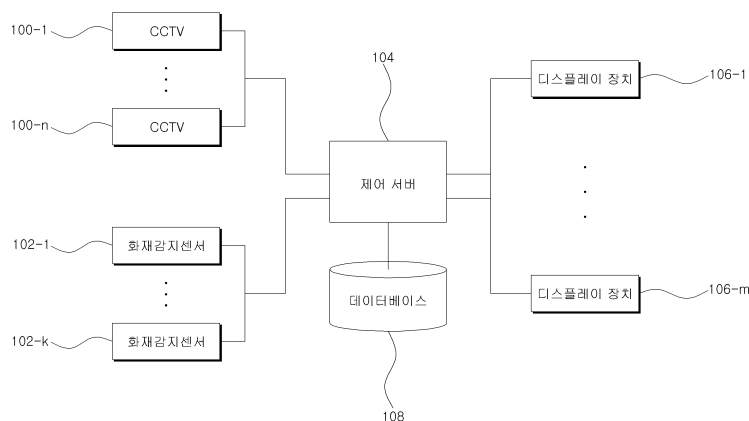 100-1
CCTV
100-n
CCTV
102-1
화재감지센서
102-k
화재감지센서
104
제어 서버
데이터베이스
108
디스플레이 장치
106-1
디스플레이 장치
106-m